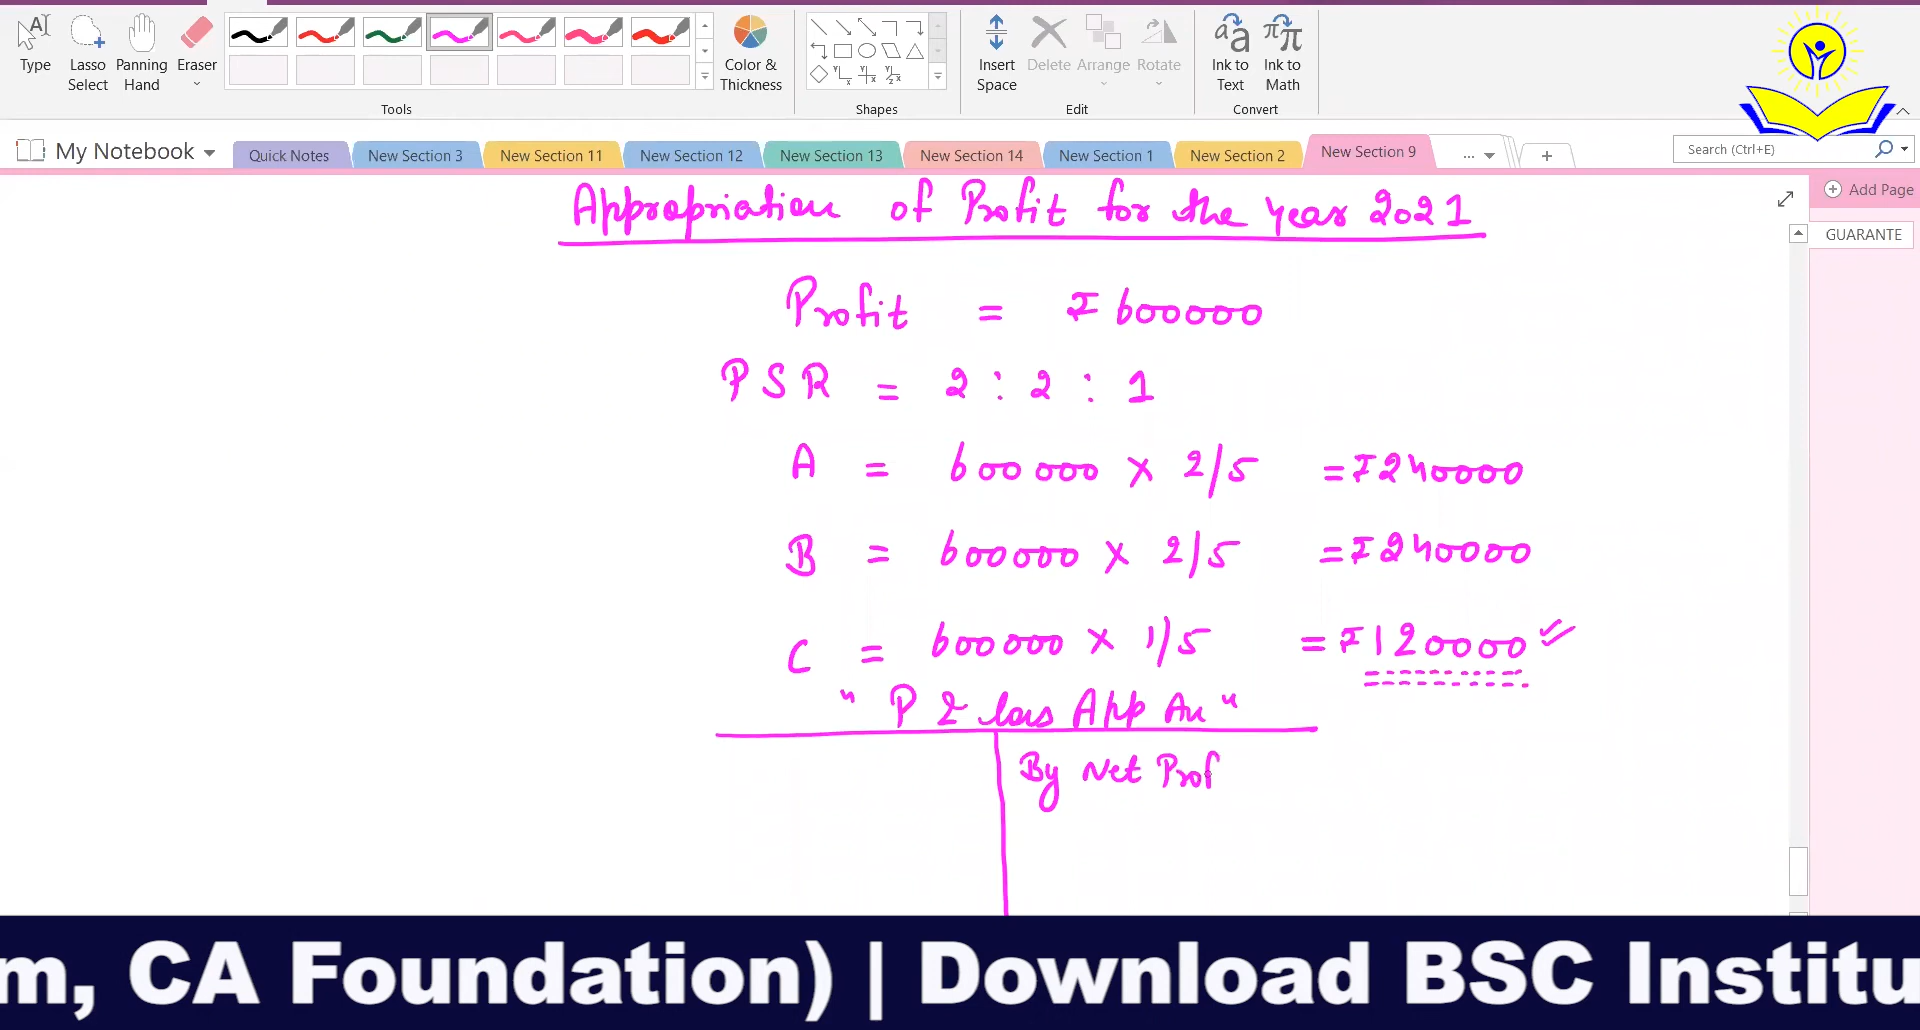 Type
Lasso Select
Panning Hand
Eraser
Tools
Color & Thickness
Shapes
Insert Space
Delete
Arrange
Rotate
Edit
Ink to Text
Ink to Math
Convert
My Notebook
Quick Notes
New Section 3
New Section 11
New Section 12
New Section 13
New Section 14
New Section 1
New Section 2
New Section 9
...
Search (Ctrl+E)
Add Page
GUARANTE
Appropriation of Profit for the year 2021
Profit = ₹ 600000
PSR = 2 : 2 : 1
A = 600000 × 2/5 = ₹240000
B = 600000 × 2/5 = ₹240000
C = 600000 × 1/5 = ₹120000
" P & Loss App A/c "
By Net Prof
m, CA Foundation) | Download BSC Institu